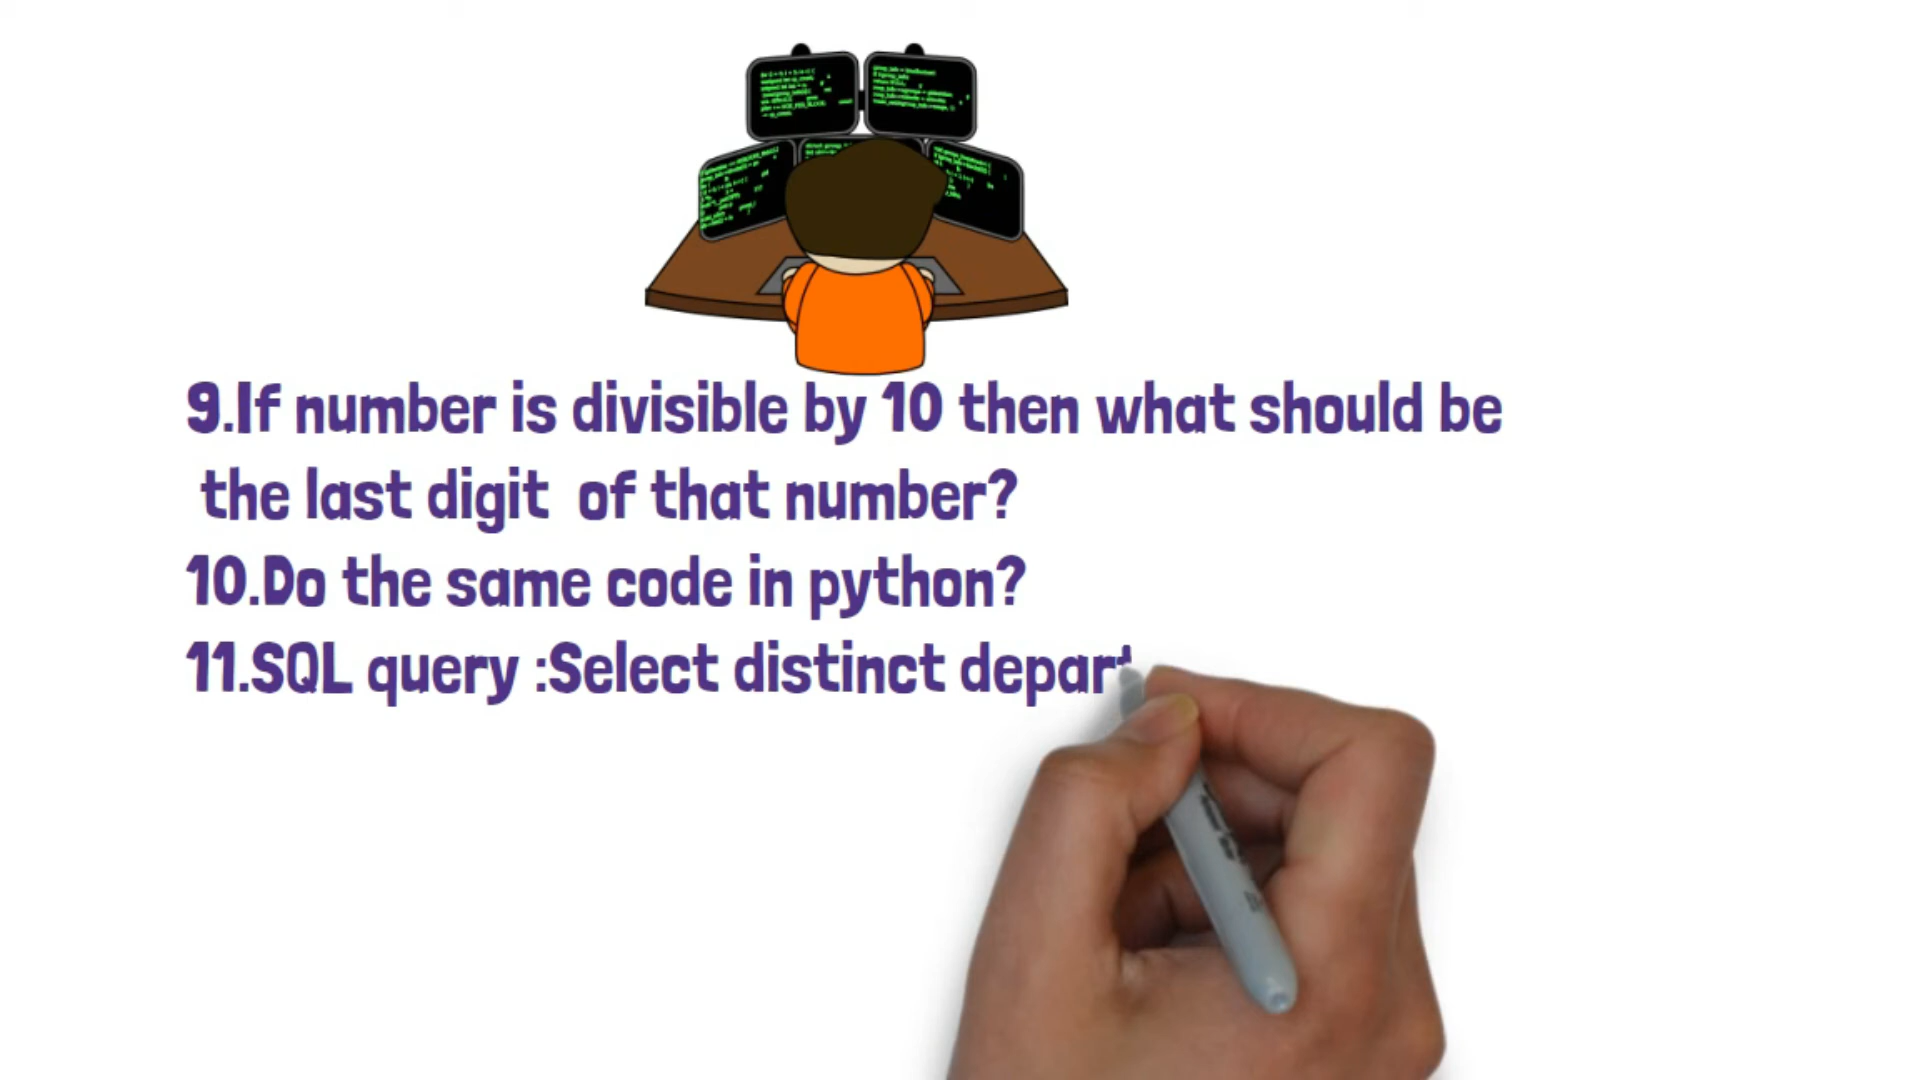 9.If number is divisible by 10 then what should be
the last digit of that number?
10.Do the same code in python?
11.SQL query :Select distinct depart